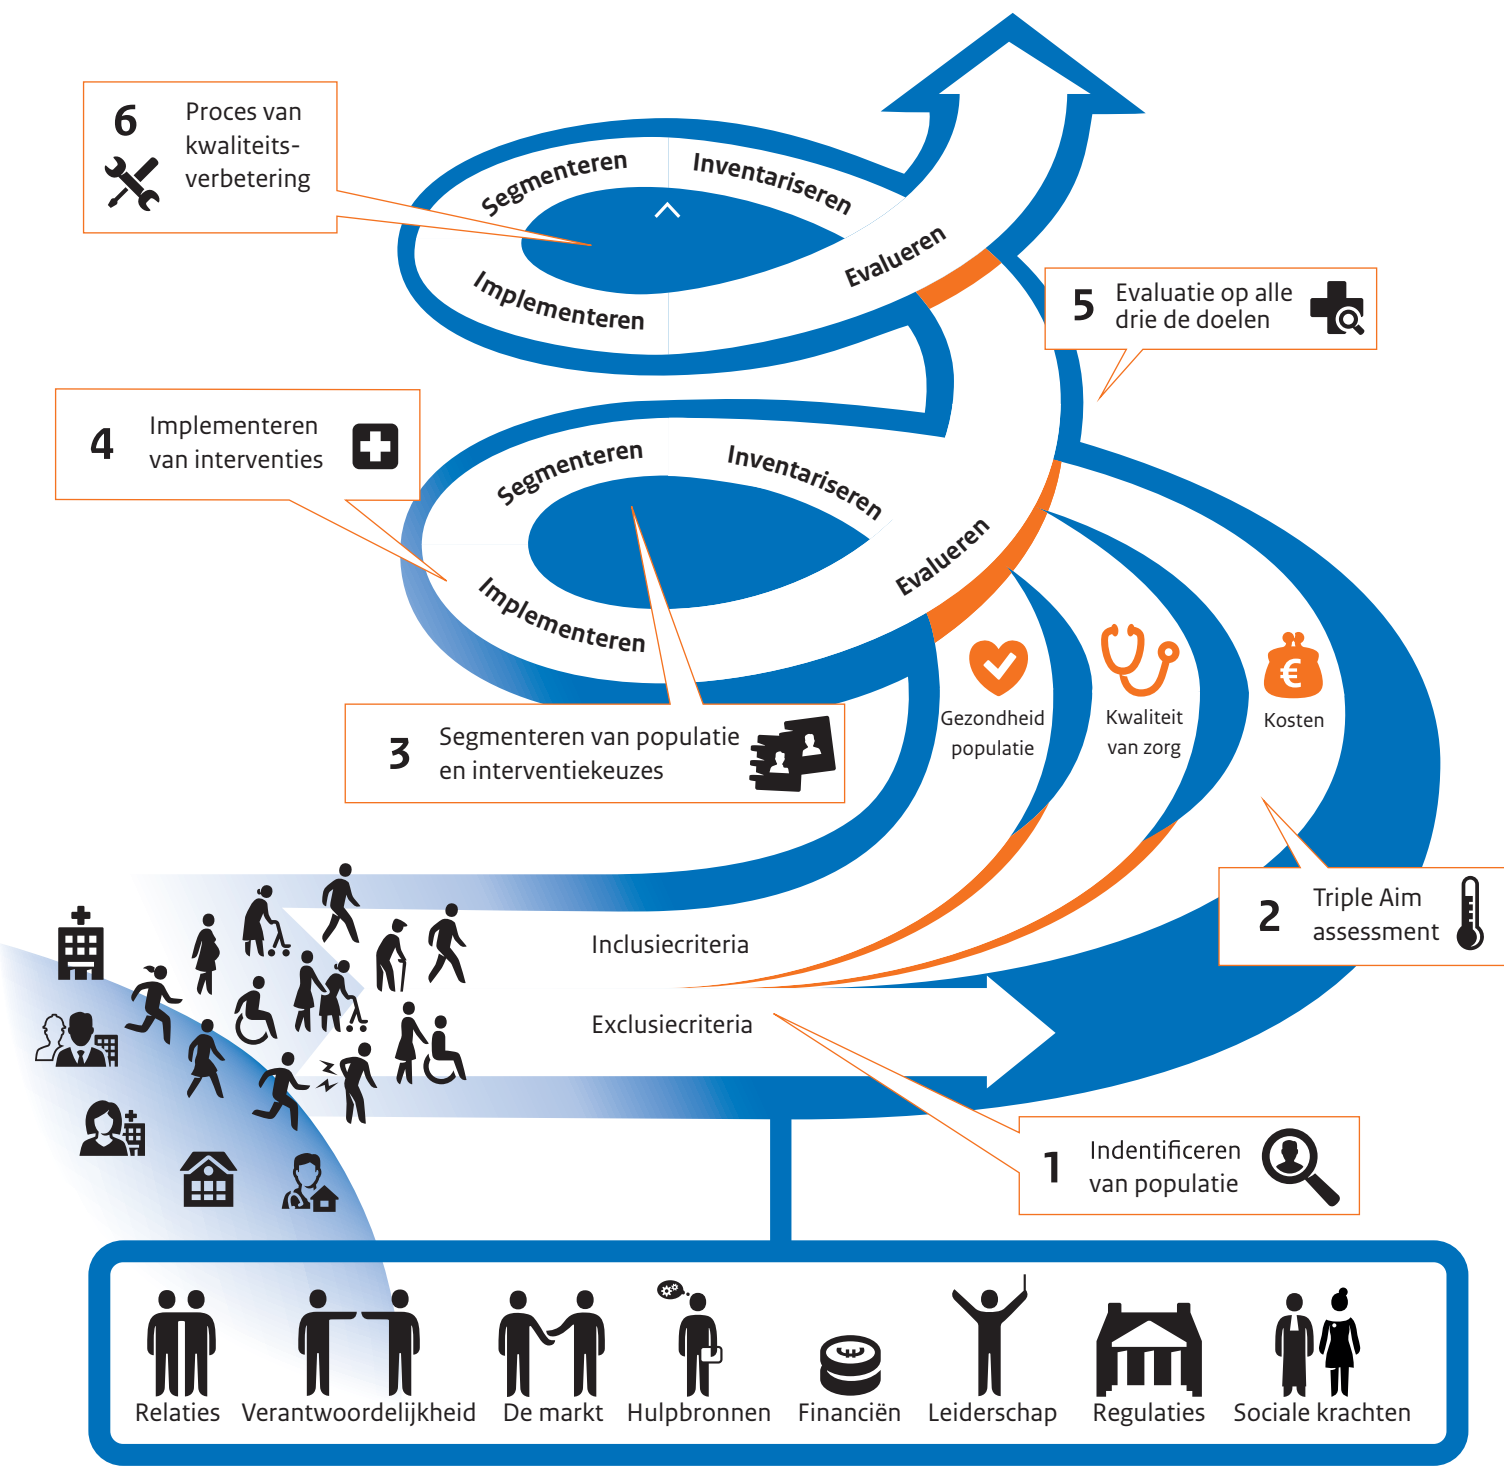 6 Proces van
kwaliteits-
verbetering
Segmenteren
Inventariseren
Evalueren
Implementeren
5 Evaluatie op alle
drie de doelen
4 Implementeren
van interventies
Segmenteren
Inventariseren
Evalueren
Implementeren
3 Segmenteren van populatie
en interventiekeuzes
Gezondheid
populatie
Kwaliteit
van zorg
€
Kosten
2 Triple Aim
assessment
Inclusiecriteria
Exclusiecriteria
1 Indentificeren
van populatie
Relaties
Verantwoordelijkheid
De markt
Hulpbronnen
Financiën
Leiderschap
Regulaties
Sociale krachten